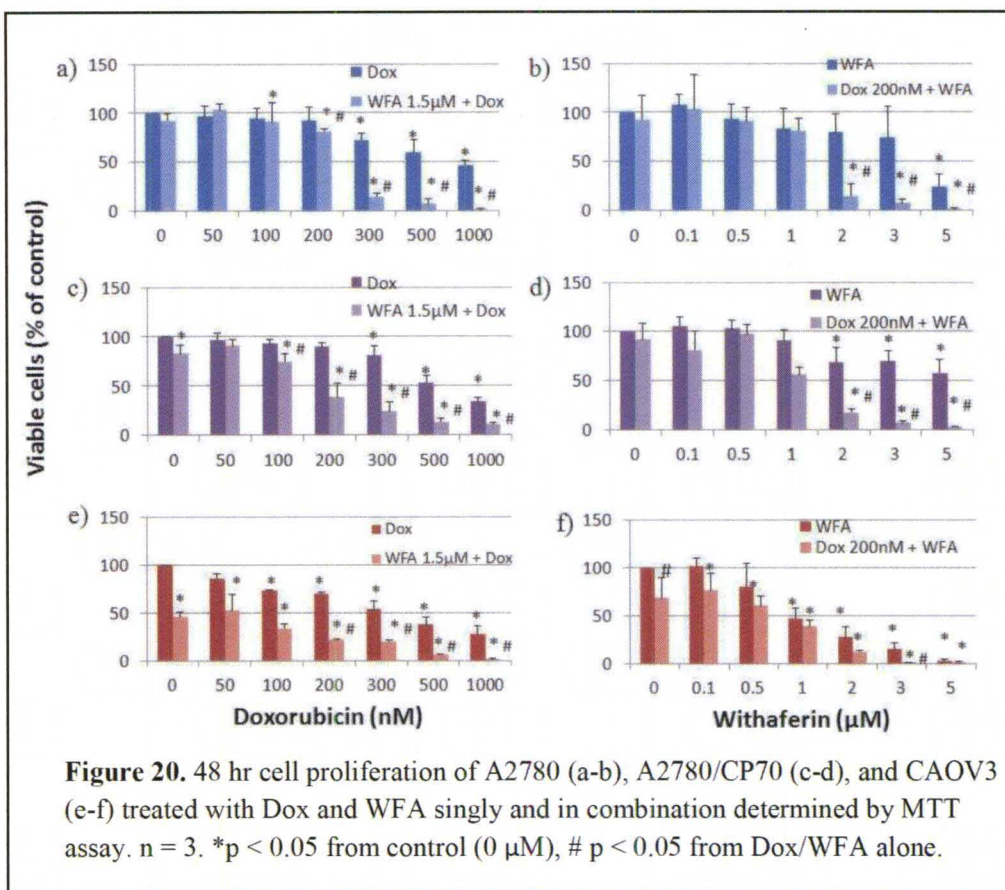 Viable cells (% of control)
a)
100
50
0
Dox
WFA 1.5μM + Dox
* * # * * # * * # * * #
0 50 100 200 300 500 1000
b)
150
100
50
0
WFA
Dox 200nM + WFA
* # * # * * #
0 0.1 0.5 1 2 3 5
c)
150
100
50
0
Dox
WFA 1.5μM + Dox
* * # * # * * # * * # * * #
0 50 100 200 300 500 1000
d)
150
100
50
0
WFA
Dox 200nM + WFA
* * # * * # * * #
0 0.1 0.5 1 2 3 5
e)
150
100
50
0
Dox
WFA 1.5μM + Dox
* * * * * * # * * # * * # * * #
0 50 100 200 300 500 1000
Doxorubicin (nM)
f)
150
100
50
0
WFA
Dox 200nM + WFA
# * * * * * * * * # * *
0 0.1 0.5 1 2 3 5
Withaferin (μM)
Figure 20. 48 hr cell proliferation of A2780 (a-b), A2780/CP70 (c-d), and CAOV3
(e-f) treated with Dox and WFA singly and in combination determined by MTT
assay. n = 3. *p < 0.05 from control (0 μM), # p < 0.05 from Dox/WFA alone.